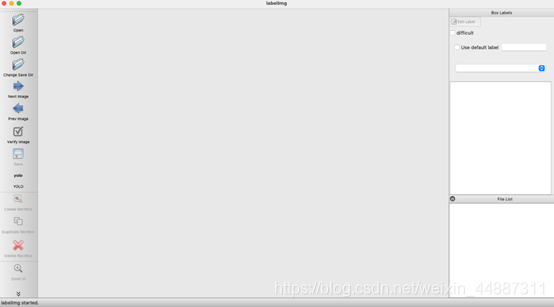 labelImg
Open
Open Dir
Change Save Dir
Next Image
Prev Image
Verify Image
Save
yolo
YOLO
Create RectBox
Duplicate RectBox
Delete RectBox
Zoom In
Box Labels
Edit Label
difficult
Use default label
File List
https://blog.csdn.net/weixin_44887311
labelImg started.